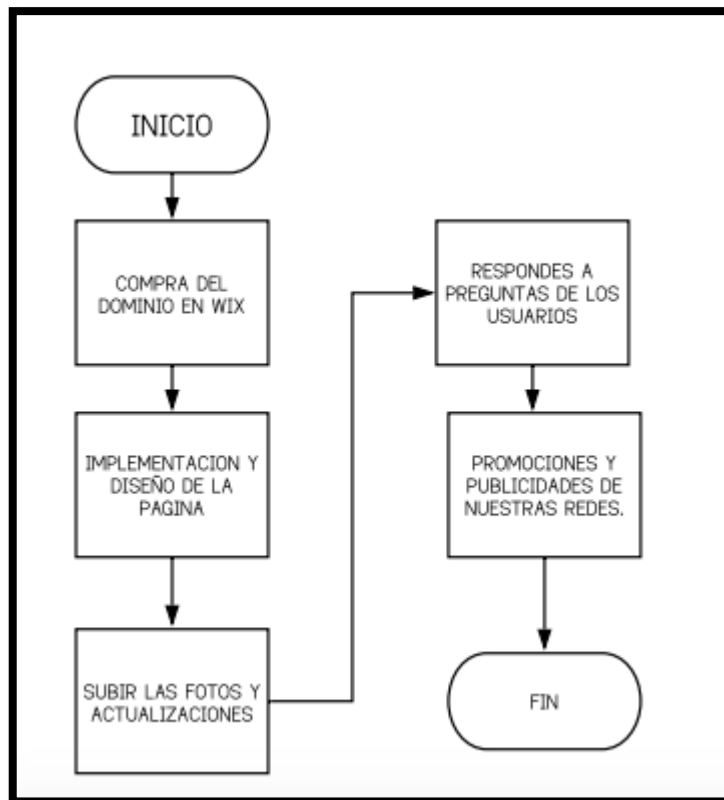 INICIO
COMPRA DEL
DOMINIO EN WIX
IMPLEMENTACION Y
DISEÑO DE LA
PAGINA
SUBIR LAS FOTOS Y
ACTUALIZACIONES
RESPONDES A
PREGUNTAS DE LOS
USUARIOS
PROMOCIONES Y
PUBLICIDADES DE
NUESTRAS REDES.
FIN